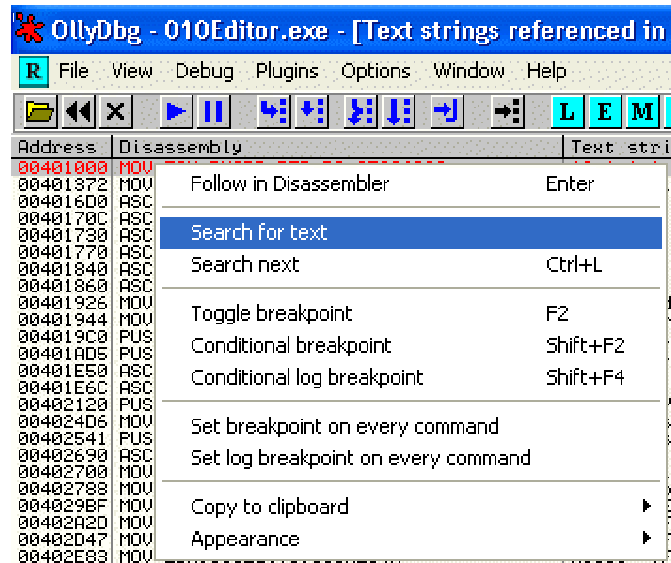 OllyDbg - 010Editor.exe - [Text strings referenced in
R File View Debug Plugins Options Window Help
L E M
Address Disassembly Text stri
00401000 MOV
00401372 MOV Follow in Disassembler Enter
004016D0 ASC
0040170C ASC
00401730 ASC Search for text
00401770 ASC
00401840 ASC Search next Ctrl+L
00401860 ASC
00401926 MOV
00401944 MOV Toggle breakpoint F2
004019C0 PUS
00401AD5 PUS Conditional breakpoint Shift+F2
00401E50 ASC
00401E6C ASC Conditional log breakpoint Shift+F4
00402120 PUS
004024D6 MOV Set breakpoint on every command
00402541 PUS
00402690 ASC Set log breakpoint on every command
00402700 MOV
00402788 MOV
004029BF MOV Copy to clipboard
00402A2D MOV
00402D47 MOV Appearance
00402E83 MOV